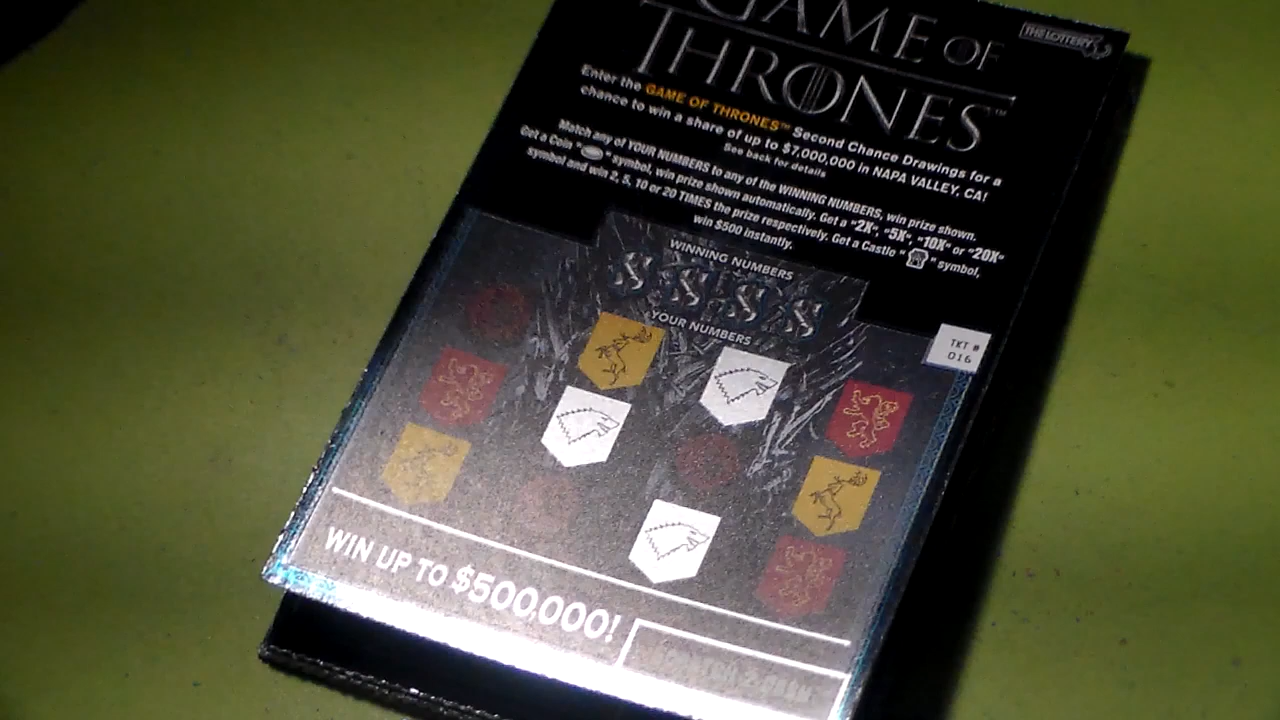 THE LOTTERY
GAME OF
THRONES™
Enter the GAME OF THRONES™ Second Chance Drawings for a
chance to win a share of up to $7,000,000 in NAPA VALLEY, CA!
See back for details
Match any of YOUR NUMBERS to any of the WINNING NUMBERS, win prize shown.
Get a Coin " " symbol, win prize shown automatically. Get a "2X", "5X", "10X" or "20X"
symbol and win 2, 5, 10 or 20 TIMES the prize respectively. Get a Castle " " symbol,
win $500 instantly.
WINNING NUMBERS
YOUR NUMBERS
TKT #
016
WIN UP TO $500,000!